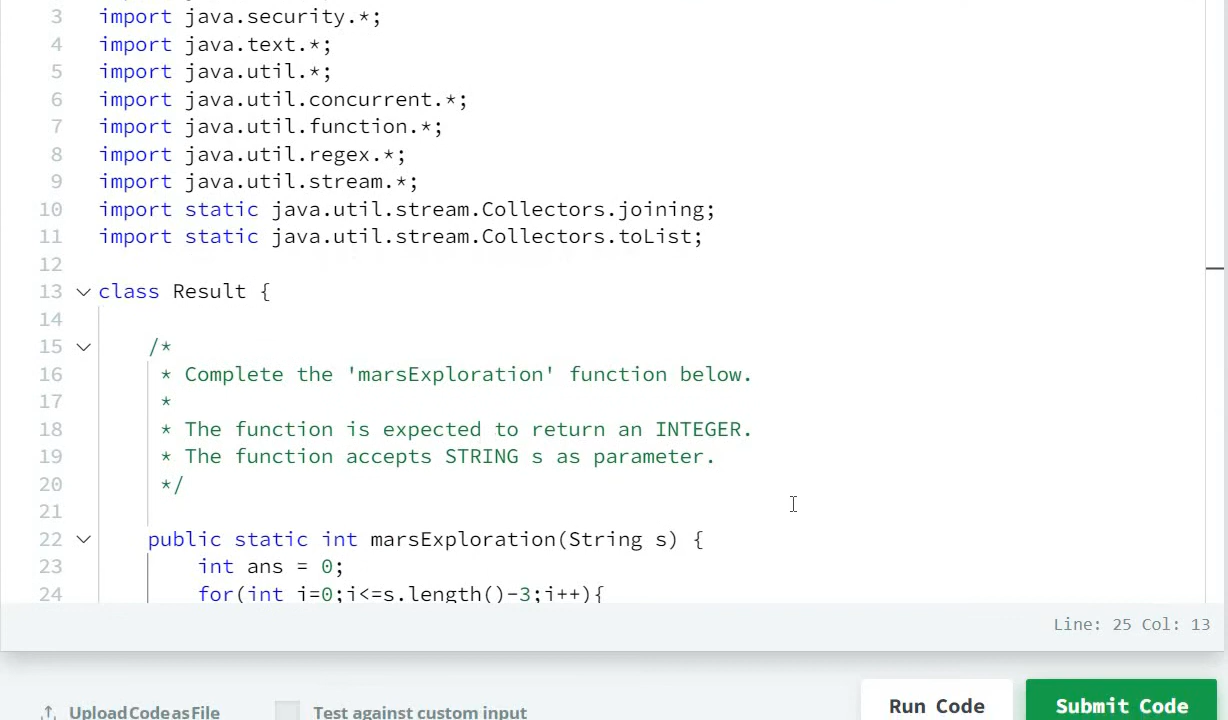 3 import java.security.*;
4 import java.text.*;
5 import java.util.*;
6 import java.util.concurrent.*;
7 import java.util.function.*;
8 import java.util.regex.*;
9 import java.util.stream.*;
10 import static java.util.stream.Collectors.joining;
11 import static java.util.stream.Collectors.toList;
12
13 class Result {
14
15 /*
16 * Complete the 'marsExploration' function below.
17 *
18 * The function is expected to return an INTEGER.
19 * The function accepts STRING s as parameter.
20 */
21
22 public static int marsExploration(String s) {
23 int ans = 0;
24 for(int i=0;i<=s.length()-3;i++){
Line: 25 Col: 13
Upload Code as File
Test against custom input
Run Code
Submit Code